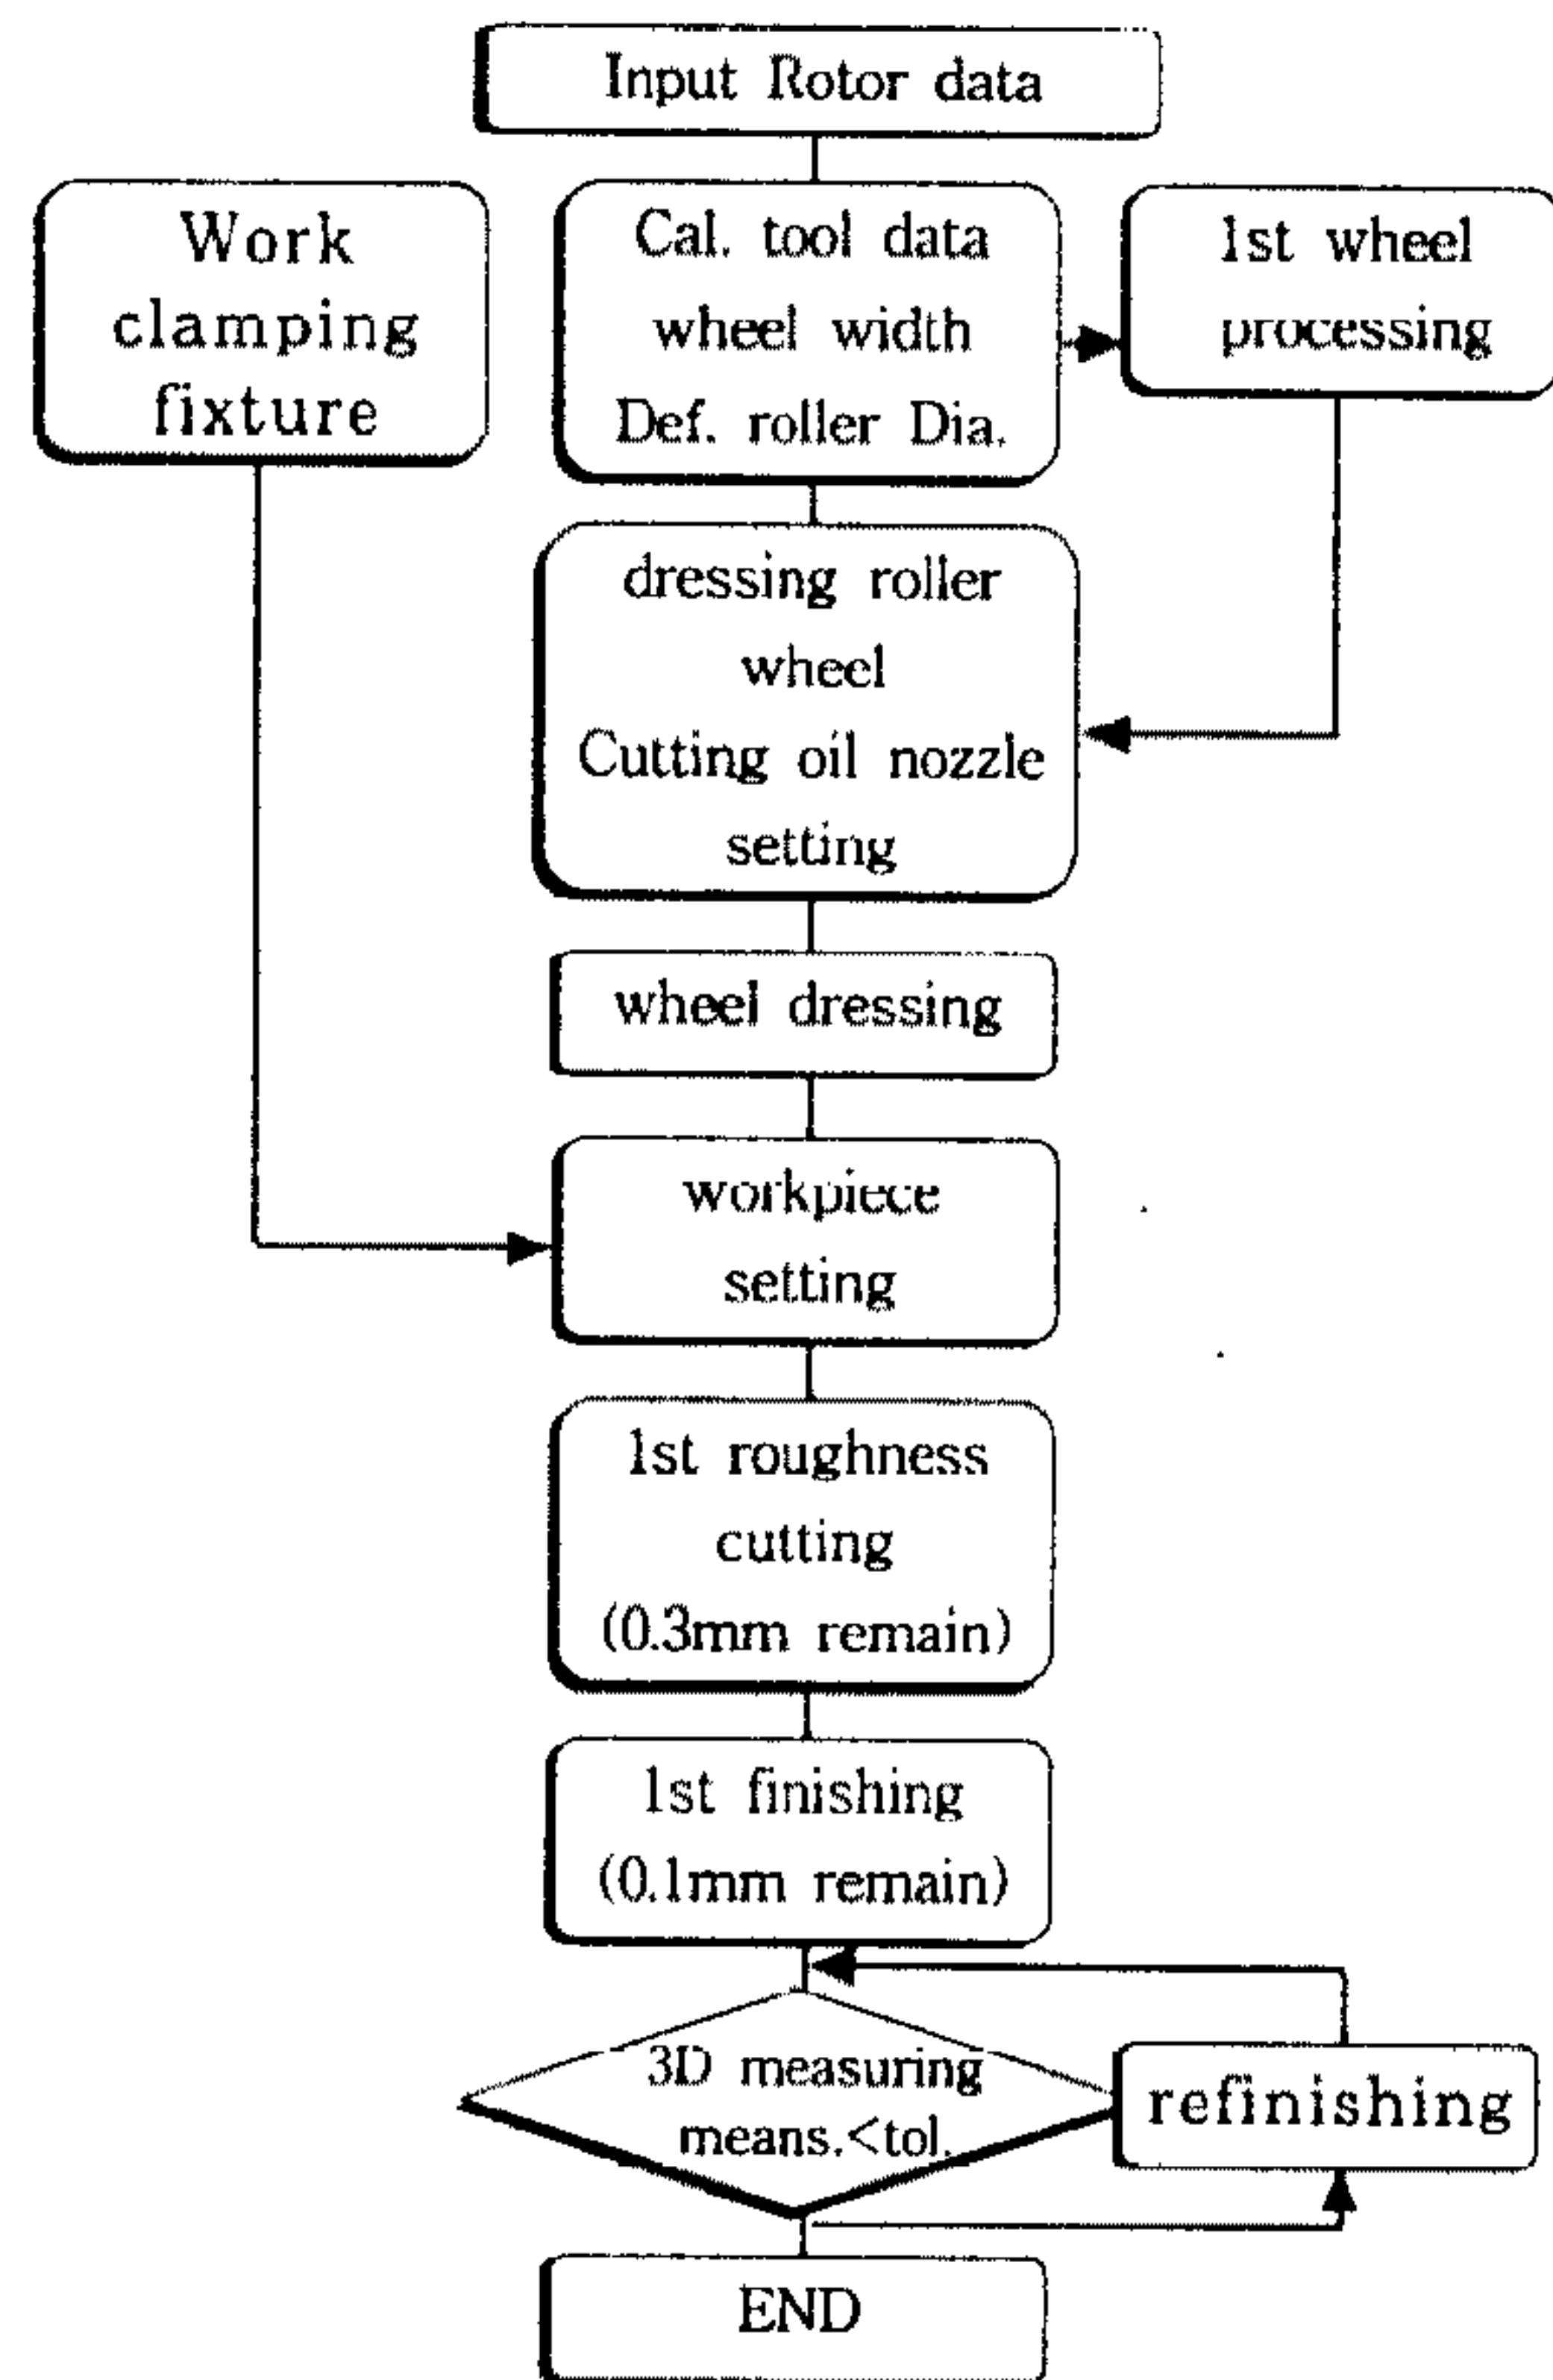 Input Rotor data
Work
clamping
fixture
Cal. tool data
wheel width
Def. roller Dia.
1st wheel
processing
dressing roller
wheel
Cutting oil nozzle
setting
wheel dressing
workpiece
setting
1st roughness
cutting
(0.3mm remain)
1st finishing
(0.1mm remain)
3D measuring
means.<tol.
refinishing
END